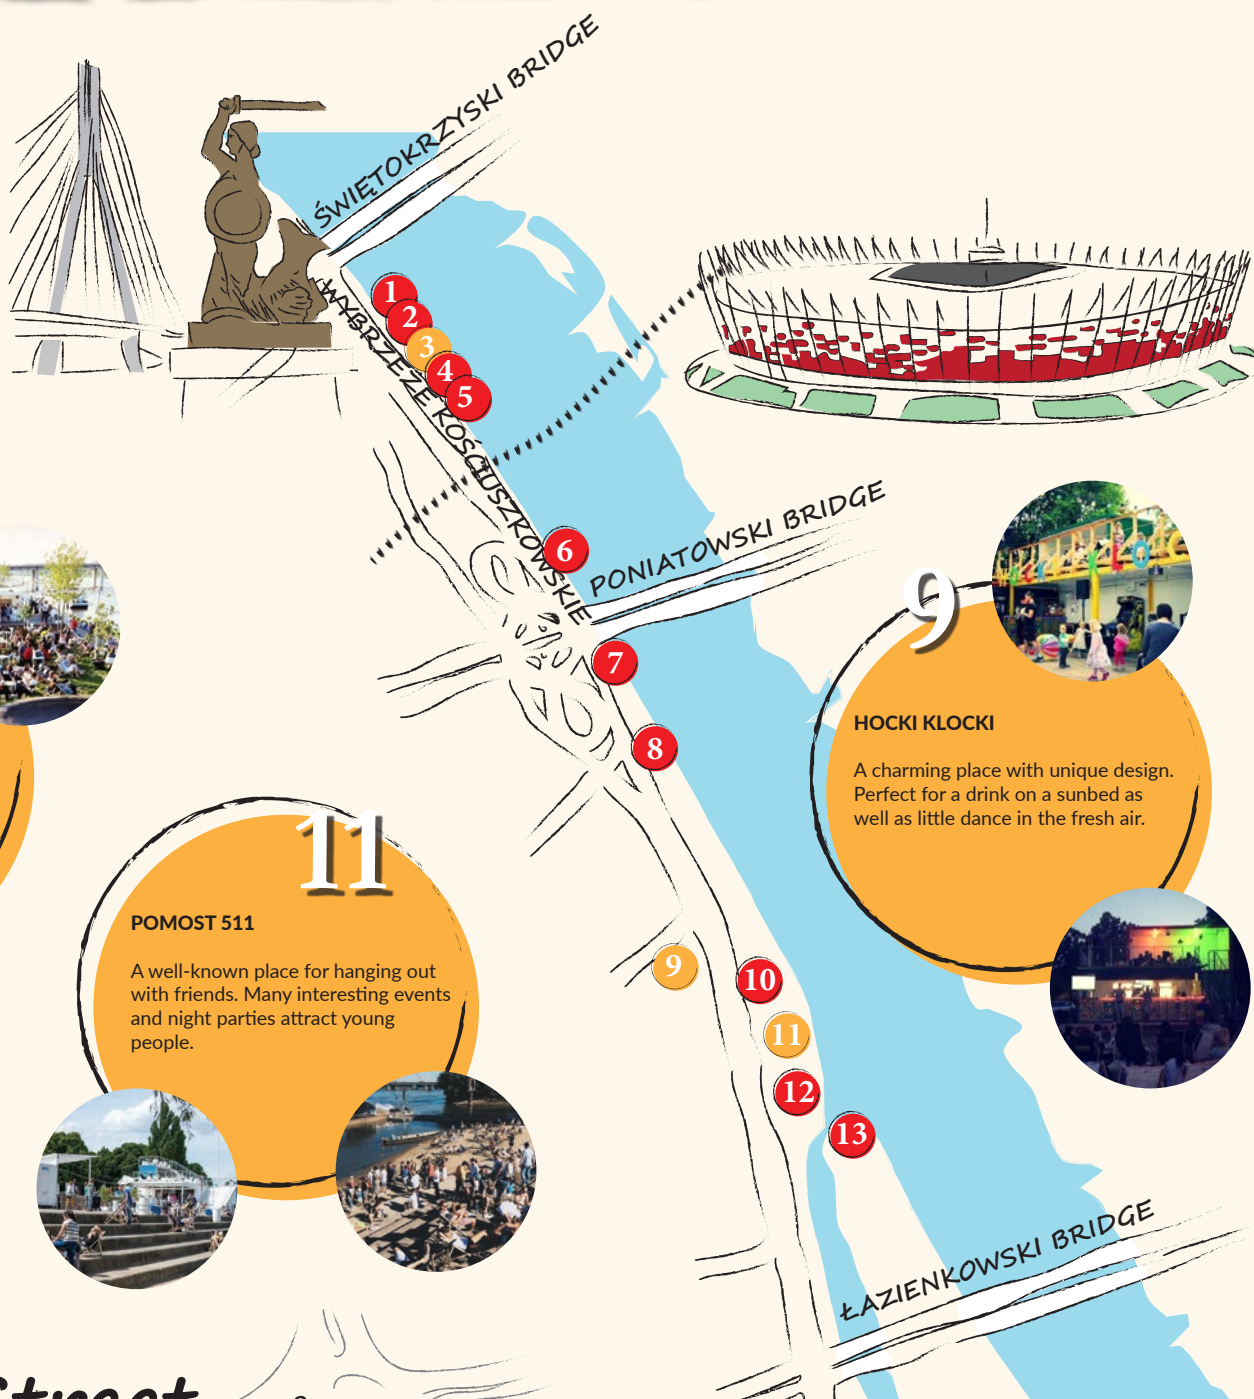 ŚWIĘTOKRZYSKI BRIDGE
WYBRZEŻE KOŚCIUSZKOWSKIE
1
2
3
4
5
6
PONIATOWSKI BRIDGE
7
8
9
HOCKI KLOCKI
A charming place with unique design.
Perfect for a drink on a sunbed as
well as little dance in the fresh air.
11
POMOST 511
A well-known place for hanging out
with friends. Many interesting events
and night parties attract young
people.
9
10
11
12
13
ŁAZIENKOWSKI BRIDGE